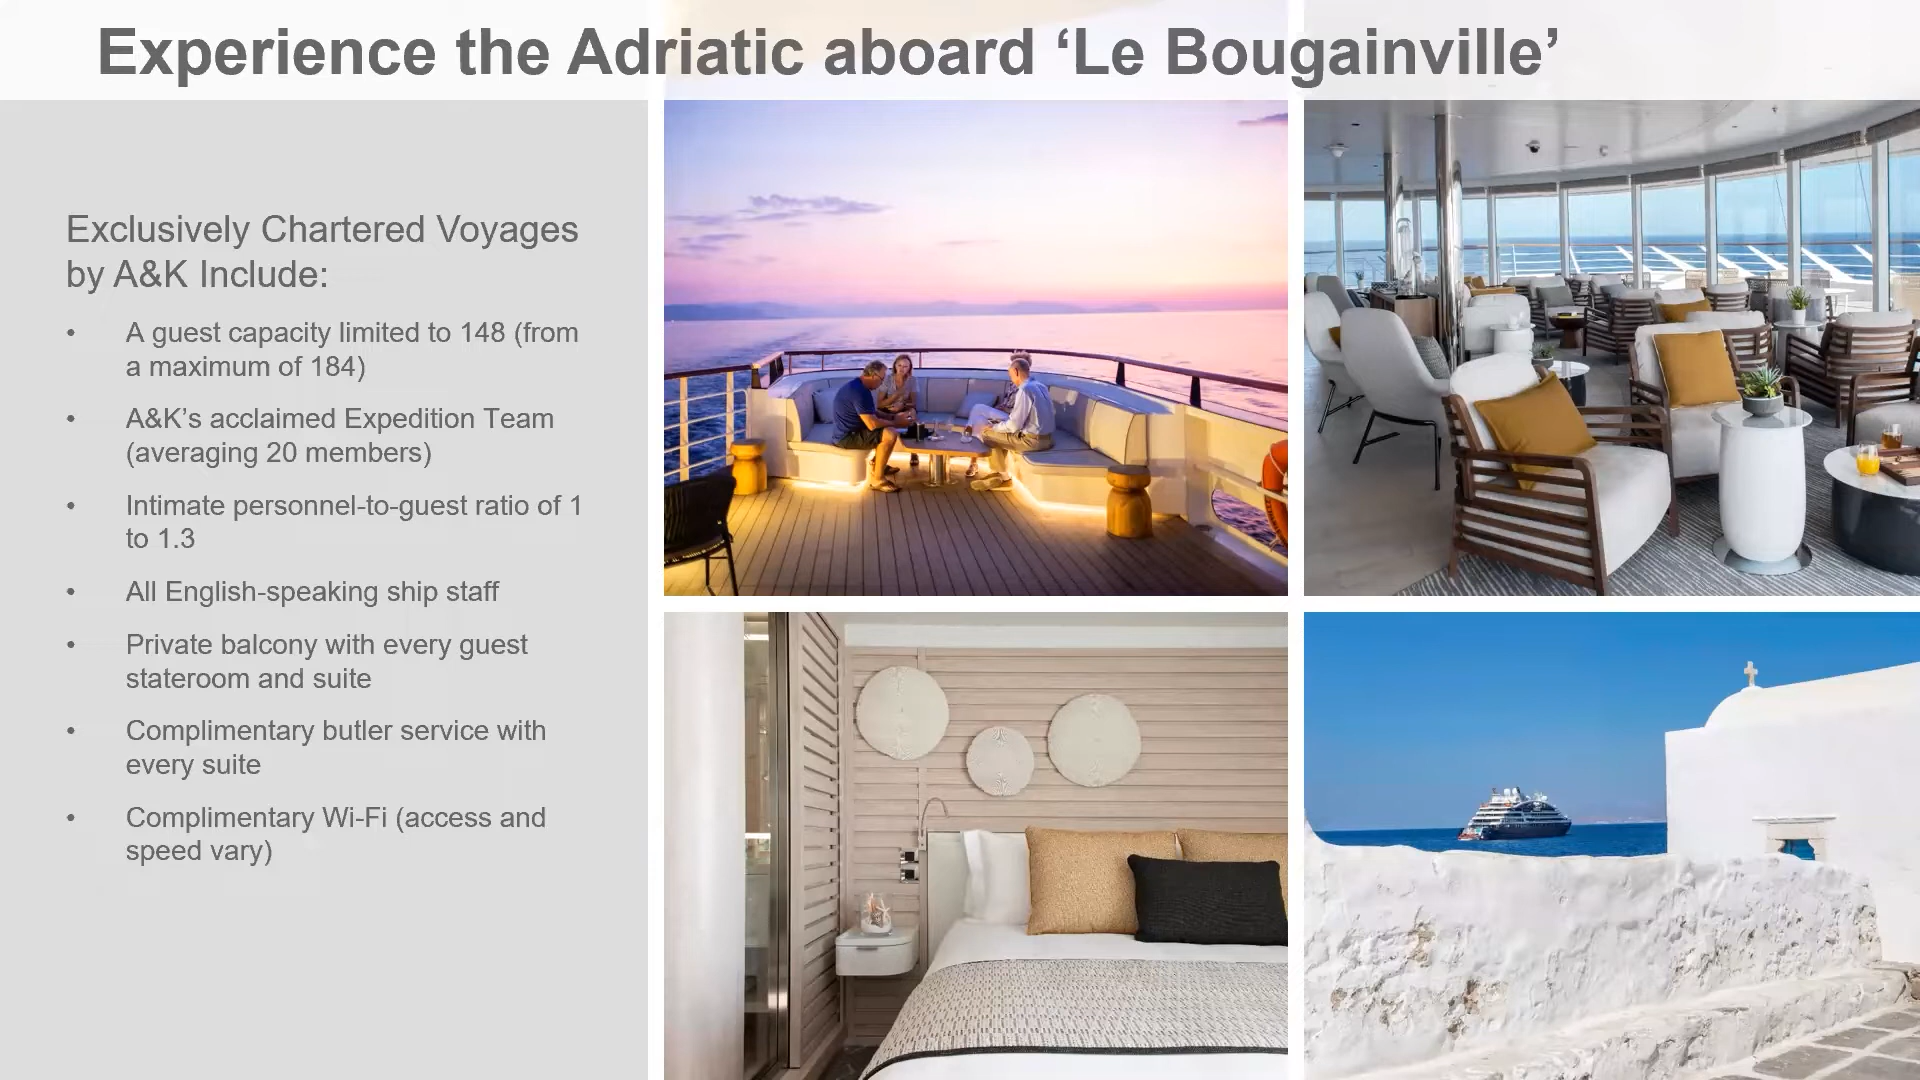 Experience the Adriatic aboard ‘Le Bougainville’
Exclusively Chartered Voyages
by A&K Include:
• A guest capacity limited to 148 (from
a maximum of 184)
• A&K’s acclaimed Expedition Team
(averaging 20 members)
• Intimate personnel-to-guest ratio of 1
to 1.3
• All English-speaking ship staff
• Private balcony with every guest
stateroom and suite
• Complimentary butler service with
every suite
• Complimentary Wi-Fi (access and
speed vary)